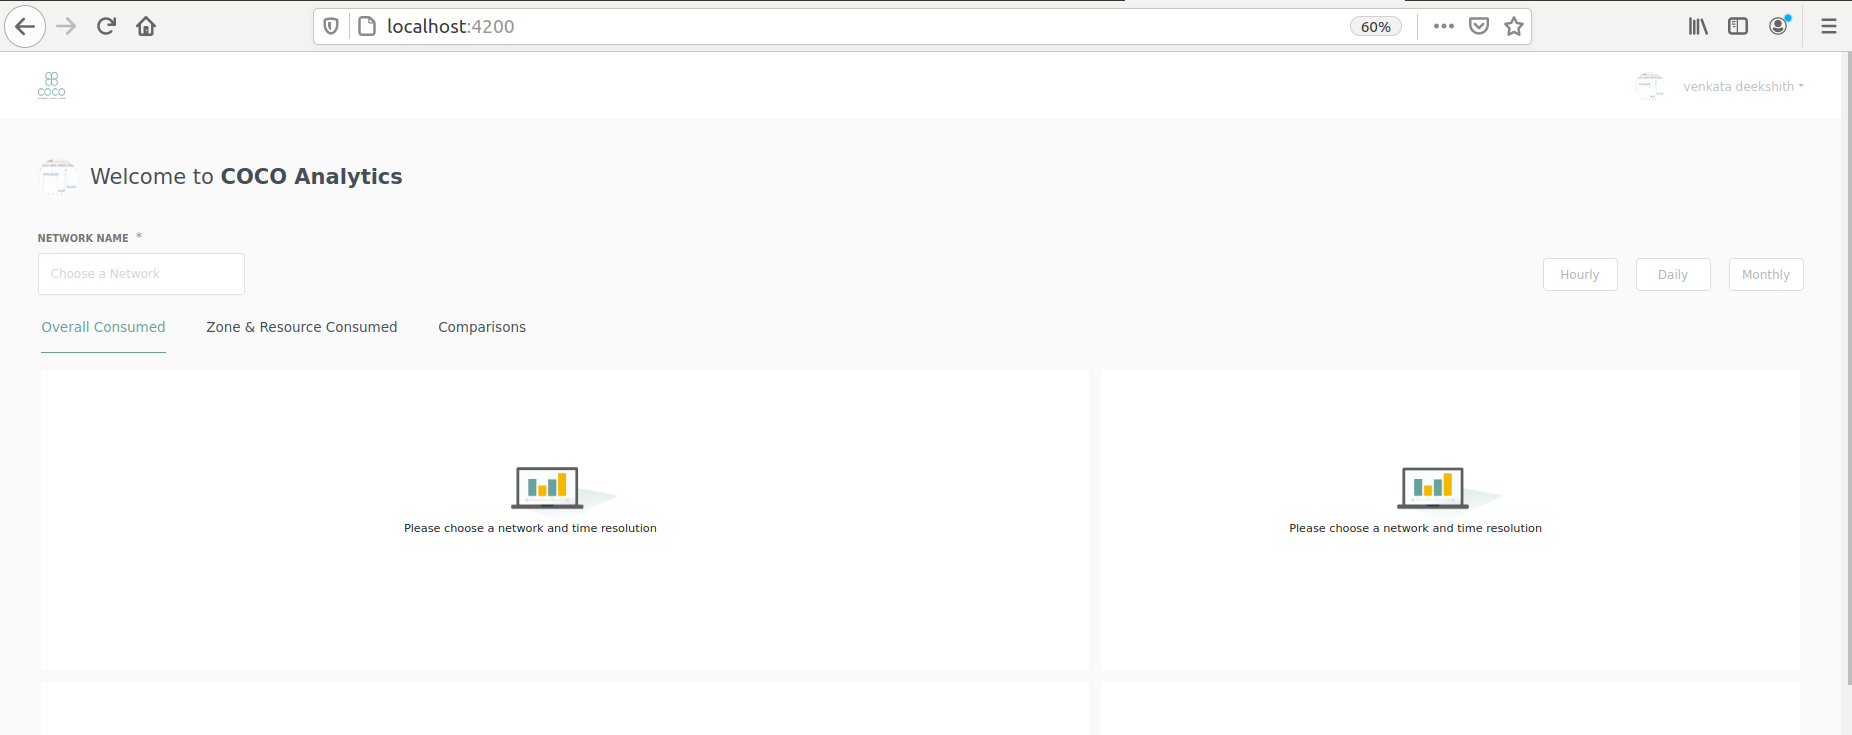 localhost:4200
60%
COCO
venkata deekshith
Welcome to COCO Analytics
NETWORK NAME *
Choose a Network
Hourly Daily Monthly
Overall Consumed Zone & Resource Consumed Comparisons
Please choose a network and time resolution Please choose a network and time resolution